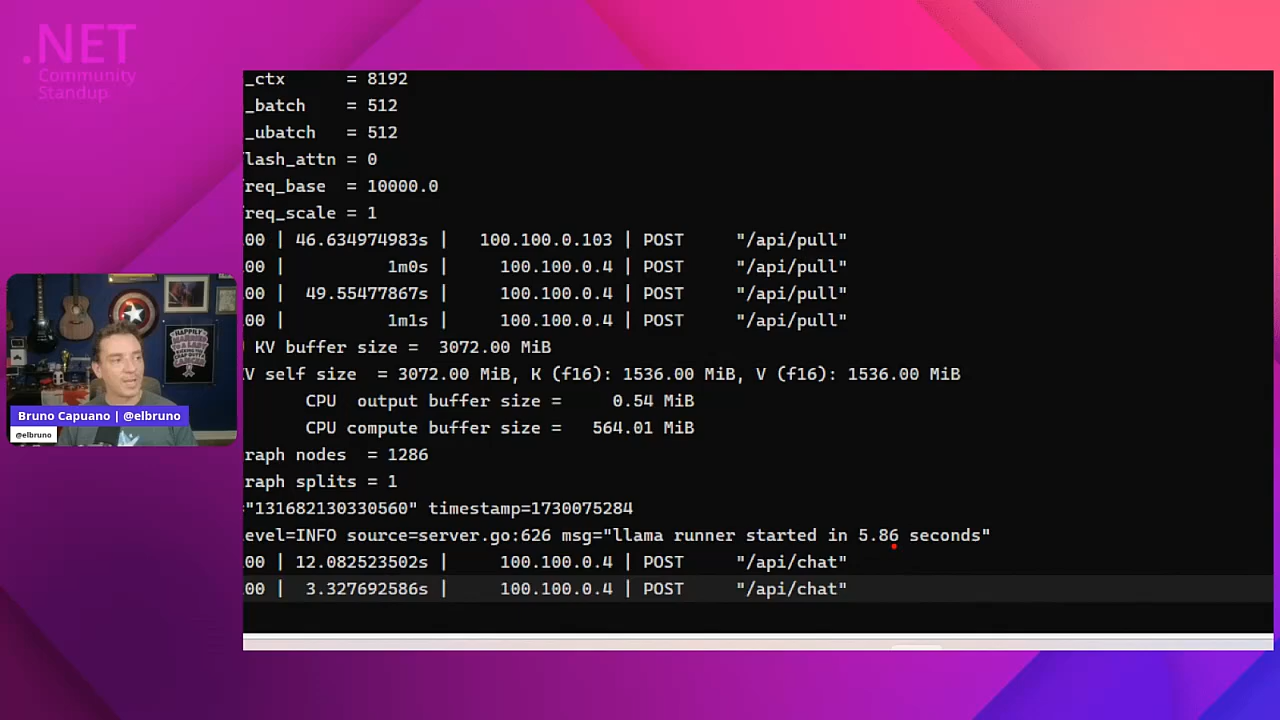 .NET
Community
Standup
_ctx = 8192
_batch = 512
_ubatch = 512
lash_attn = 0
req_base = 10000.0
req_scale = 1
00 | 46.634974983s | 100.100.0.103 | POST "/api/pull"
00 | 1m0s | 100.100.0.4 | POST "/api/pull"
00 | 49.55477867s | 100.100.0.4 | POST "/api/pull"
00 | 1m1s | 100.100.0.4 | POST "/api/pull"
KV buffer size = 3072.00 MiB
V self size = 3072.00 MiB, K (f16): 1536.00 MiB, V (f16): 1536.00 MiB
CPU output buffer size = 0.54 MiB
CPU compute buffer size = 564.01 MiB
raph nodes = 1286
raph splits = 1
="131682130330560" timestamp=1730075284
evel=INFO source=server.go:626 msg="llama runner started in 5.86 seconds"
00 | 12.082523502s | 100.100.0.4 | POST "/api/chat"
00 | 3.327692586s | 100.100.0.4 | POST "/api/chat"
HAPPILY
Bruno Capuano | @elbruno
@elbruno